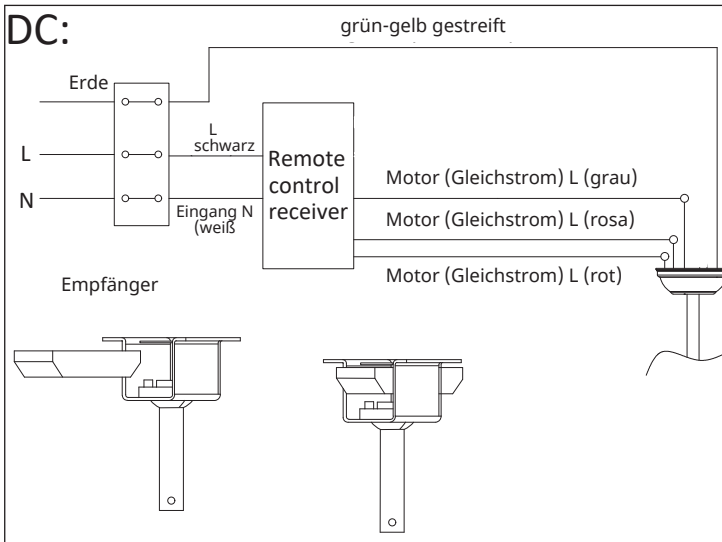 DC:
grün-gelb gestreift
Erde
L
L
schwarz
N
Eingang N
(weiß
Remote
control
receiver
Motor (Gleichstrom) L (grau)
Motor (Gleichstrom) L (rosa)
Motor (Gleichstrom) L (rot)
Empfänger